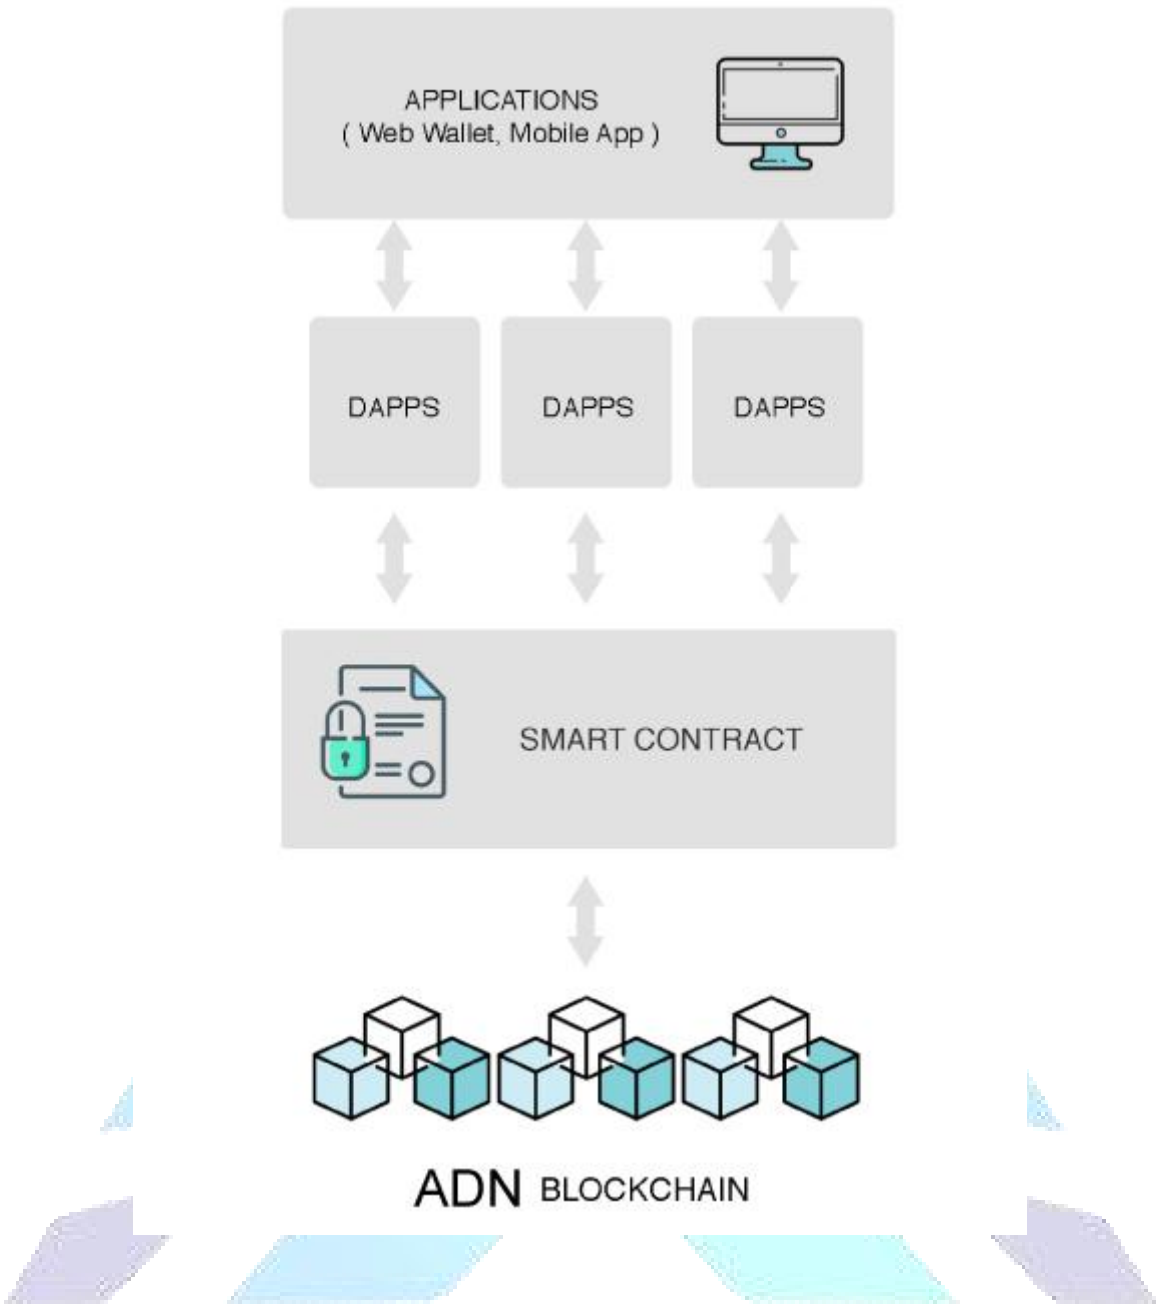 APPLICATIONS
( Web Wallet, Mobile App )
DAPPS DAPPS DAPPS
SMART CONTRACT
ADN BLOCKCHAIN